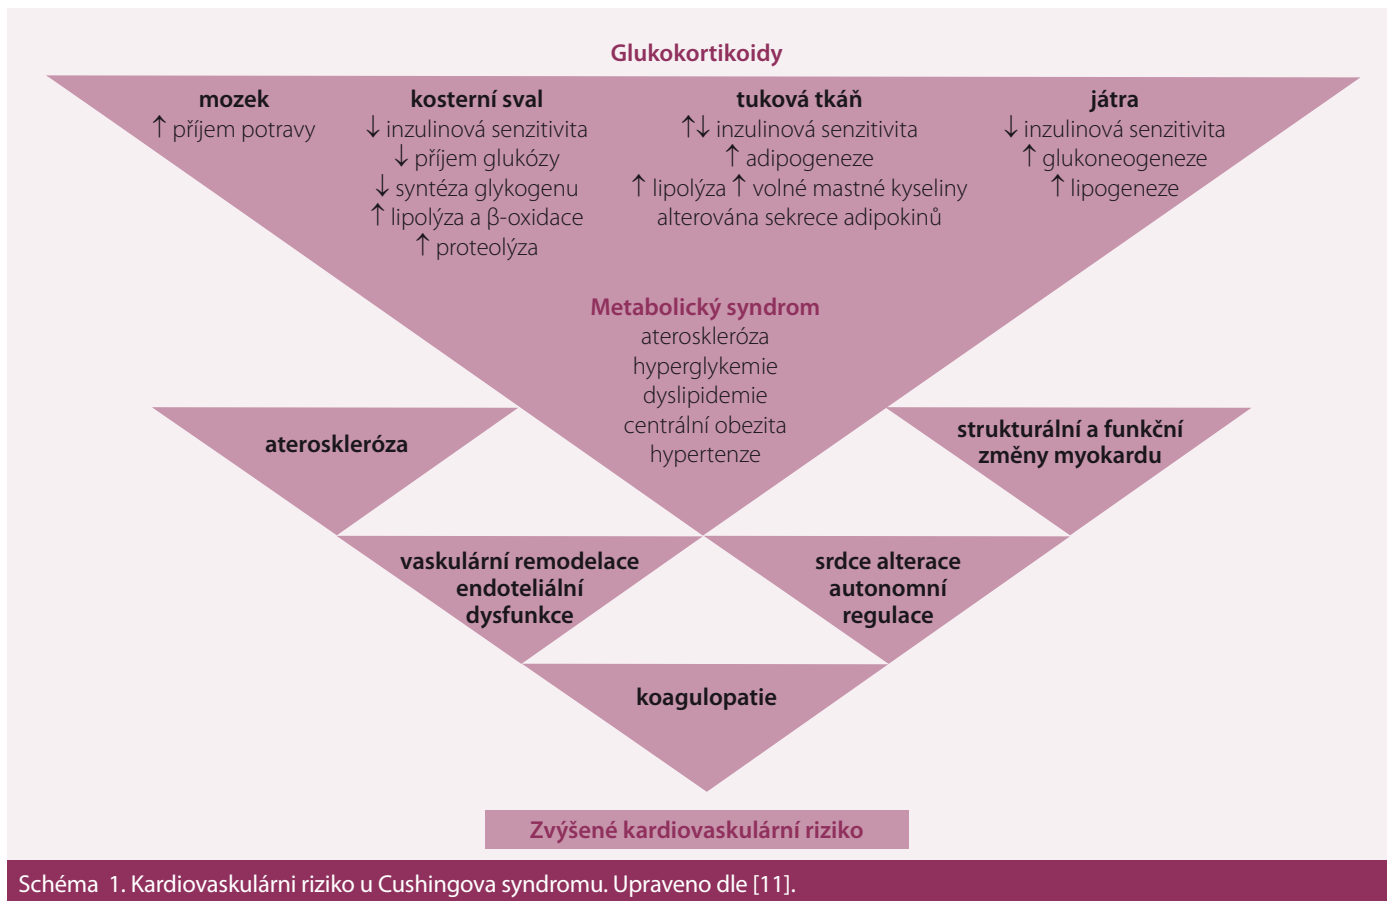 Glukokortikoidy
mozek
↑ příjem potravy
kosterní sval
↓ inzulinová senzitivita
↓ příjem glukózy
↓ syntéza glykogenu
↑ lipolýza a β-oxidace
↑ proteolýza
tuková tkáň
↑↓ inzulinová senzitivita
↑ adipogeneze
↑ lipolýza ↑ volné mastné kyseliny
alterována sekrece adipokinů
játra
↓ inzulinová senzitivita
↑ glukoneogeneze
↑ lipogeneze
Metabolický syndrom
ateroskleróza
hyperglykemie
dyslipidemie
centrální obezita
hypertenze
ateroskleróza
strukturální a funkční
změny myokardu
vaskulární remodelace
endoteliální
dysfunkce
srdce alterace
autonomní
regulace
koagulopatie
Zvýšené kardiovaskulární riziko
Schéma 1. Kardiovaskulárni riziko u Cushingova syndromu. Upraveno dle [11].